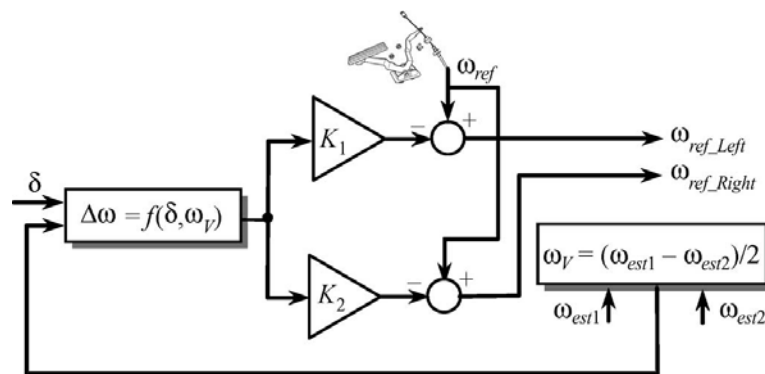 ω_ref
K_1
− +
ω_ref_Left
δ
ω_ref_Right
Δω = f(δ,ω_V)
ω_V = (ω_est1 − ω_est2)/2
K_2
− +
ω_est1
ω_est2